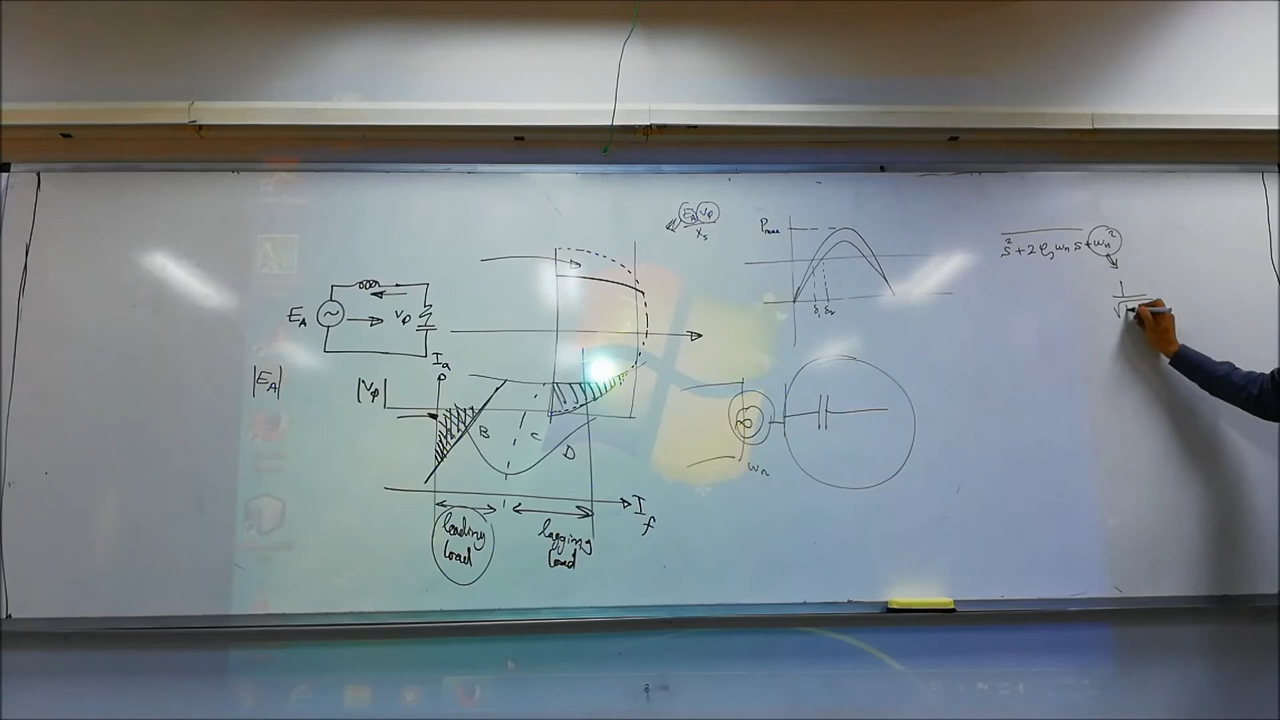 E_A V_φ
X_s
P_max
δ₁ δ₂
s² + 2ζω_n s + ω_n²
1
√
E_A
V_φ
|E_A|
|V_φ|
I_a
B
C
D
I_f
ω_n
leading
load
lagging
load